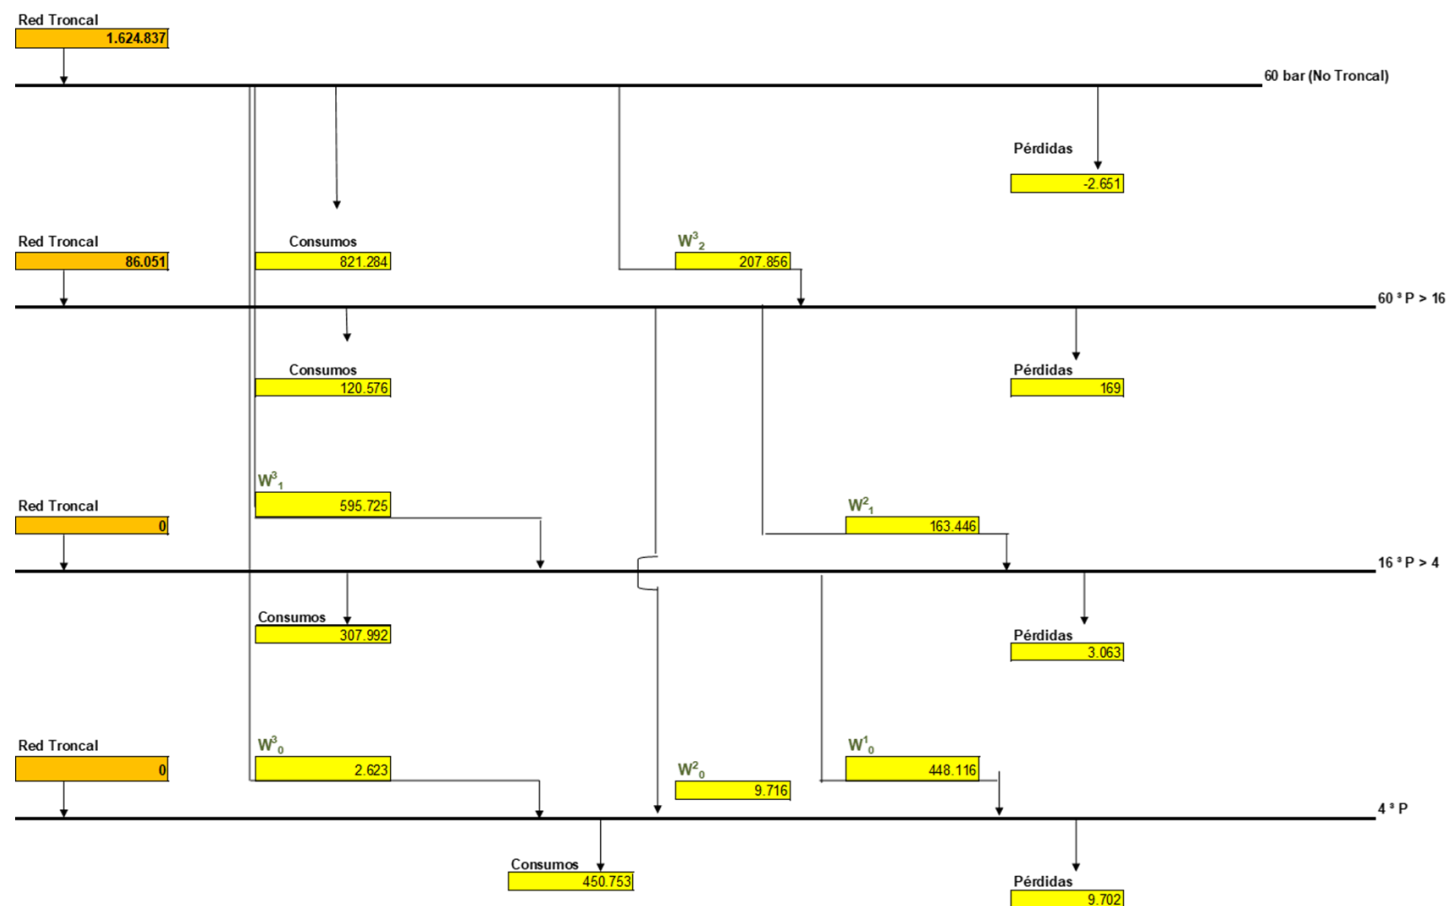 Red Troncal
1.624.837
60 bar (No Troncal)
Pérdidas
-2.651
Red Troncal
Consumos
W³₂
86.051
821.284
207.856
60 ³ P > 16
Consumos
Pérdidas
120.576
169
W³₁
Red Troncal
595.725
W²₁
0
163.446
16 ³ P > 4
Consumos
307.992
Pérdidas
3.063
Red Troncal
W³₀
W¹₀
0
2.623
W²₀
448.116
9.716
4 ³ P
Consumos
450.753
Pérdidas
9.702